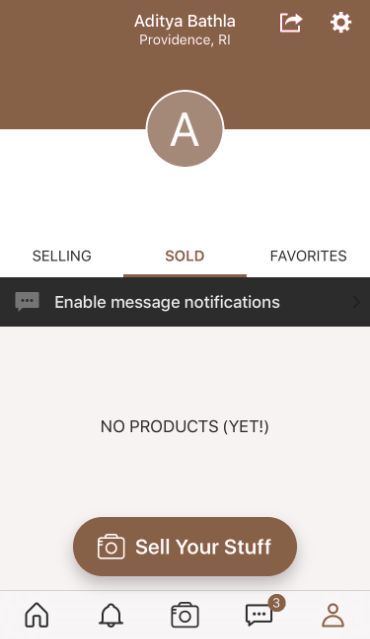 Aditya Bathla
Providence, RI
A
SELLING SOLD FAVORITES
Enable message notifications
NO PRODUCTS (YET!)
Sell Your Stuff
3